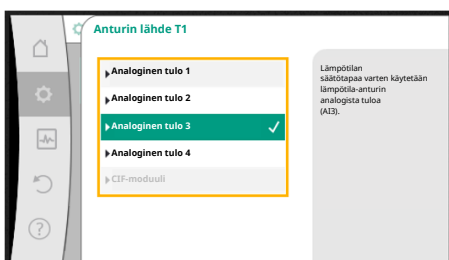 Anturin lähde T1
Analoginen tulo 1
Analoginen tulo 2
Analoginen tulo 3
Analoginen tulo 4
CIF-moduuli
Lämpötilan
säätötapaa varten käytetään
lämpötila-anturin
analogista tuloa
(AI3).